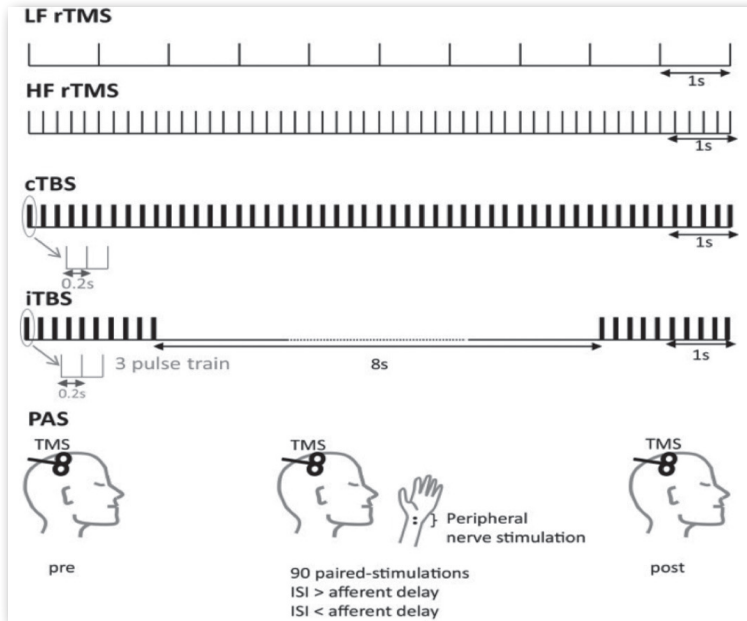 LF rTMS
1s
HF rTMS
1s
cTBS
1s
0.2s
iTBS
3 pulse train
8s
1s
0.2s
PAS
TMS
TMS
TMS
} Peripheral
nerve stimulation
pre
90 paired-stimulations
ISI > afferent delay
ISI < afferent delay
post